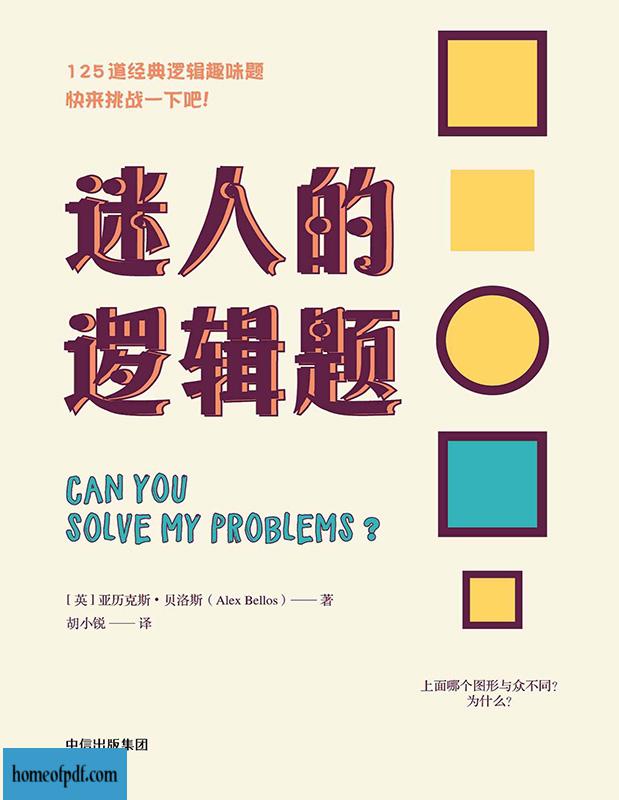 125道经典逻辑趣味题
快来挑战一下吧!
迷人的
逻辑题
CAN YOU
SOLVE MY PROBLEMS?
[英]亚历克斯·贝洛斯(Alex Bellos)——著
胡小锐——译
上面哪个图形与众不同?
为什么?
中信出版集团
homeofpdf.com